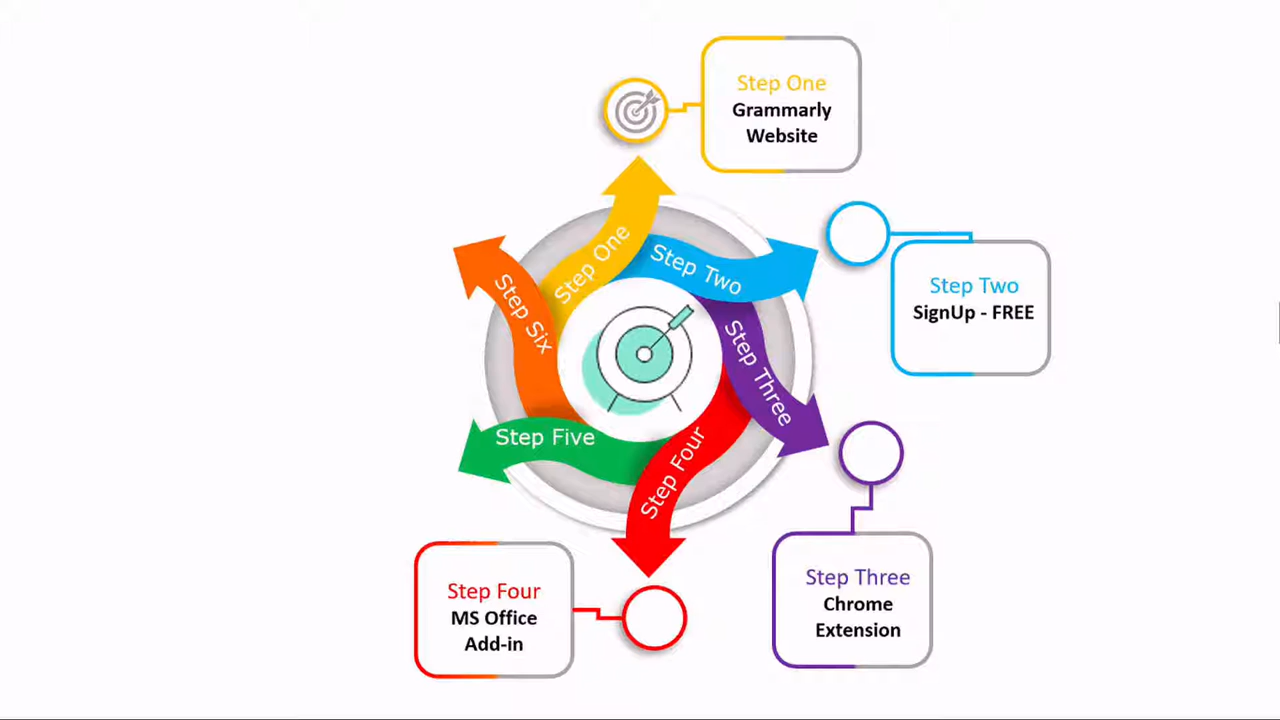 Step One
Grammarly
Website
Step One
Step Two
Step Two
SignUp - FREE
Step Six
Step Three
Step Five
Step Four
Step Three
Chrome
Extension
Step Four
MS Office
Add-in